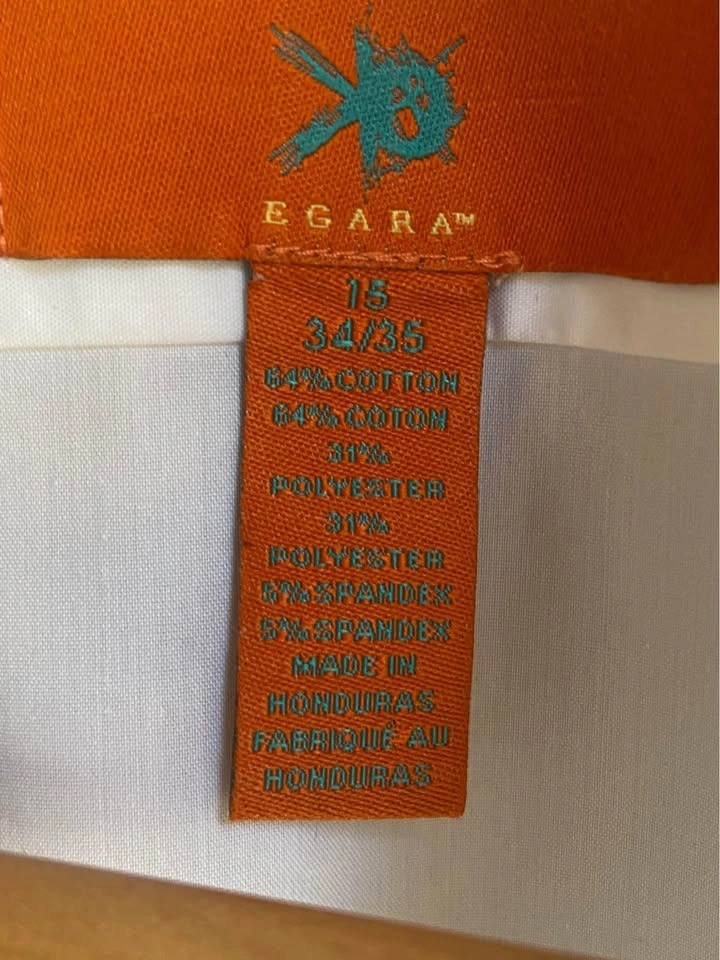 EGARA™
15
34/35
64% COTTON
64% COTON
31%
POLYESTER
31%
POLYESTER
5% SPANDEX
5% SPANDEX
MADE IN
HONDURAS
FABRIQUÉ AU
HONDURAS